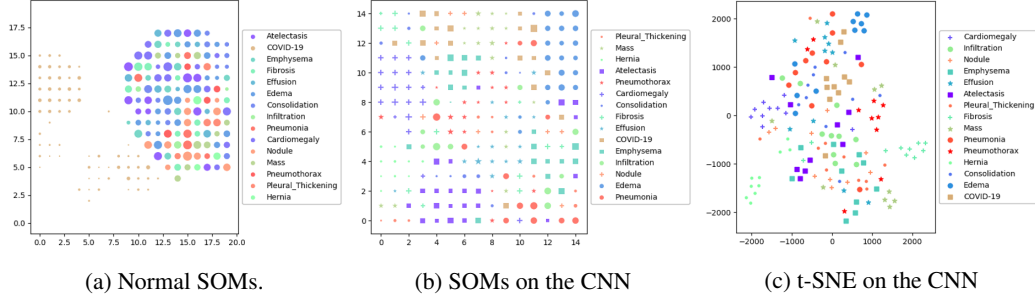 17.5
15.0
12.5
10.0
7.5
5.0
2.5
0.0
0.0 2.5 5.0 7.5 10.0 12.5 15.0 17.5 20.0
Atelectasis
COVID-19
Emphysema
Fibrosis
Effusion
Edema
Consolidation
Infiltration
Pneumonia
Cardiomegaly
Nodule
Mass
Pneumothorax
Pleural_Thickening
Hernia
(a) Normal SOMs.
14
12
10
8
6
4
2
0
0 2 4 6 8 10 12 14
Pleural_Thickening
Mass
Hernia
Atelectasis
Pneumothorax
Cardiomegaly
Consolidation
Fibrosis
Effusion
COVID-19
Emphysema
Infiltration
Nodule
Edema
Pneumonia
(b) SOMs on the CNN
2000
1000
0
−1000
−2000
−2000 −1000 0 1000 2000
Cardiomegaly
Infiltration
Nodule
Emphysema
Effusion
Atelectasis
Pleural_Thickening
Fibrosis
Mass
Pneumonia
Pneumothorax
Hernia
Consolidation
Edema
COVID-19
(c) t-SNE on the CNN